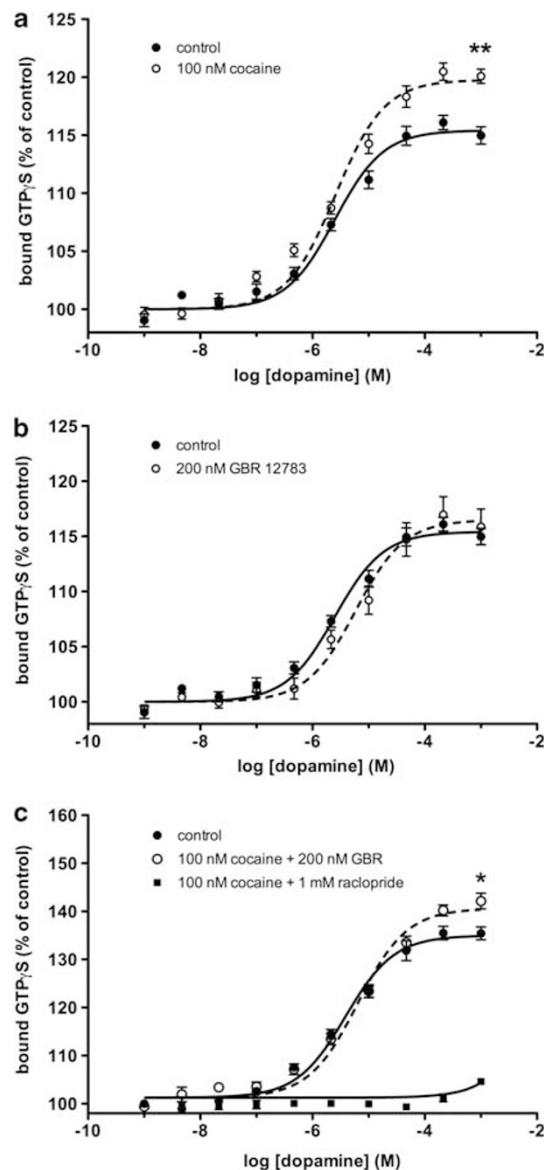 a
control
100 nM cocaine
**
125
120
115
110
105
100
bound GTPγS (% of control)
-10
-8
-6
-4
-2
log [dopamine] (M)
b
control
200 nM GBR 12783
125
120
115
110
105
100
bound GTPγS (% of control)
-10
-8
-6
-4
-2
log [dopamine] (M)
c
control
100 nM cocaine + 200 nM GBR
100 nM cocaine + 1 mM raclopride
*
160
150
140
130
120
110
100
bound GTPγS (% of control)
-10
-8
-6
-4
-2
log [dopamine] (M)